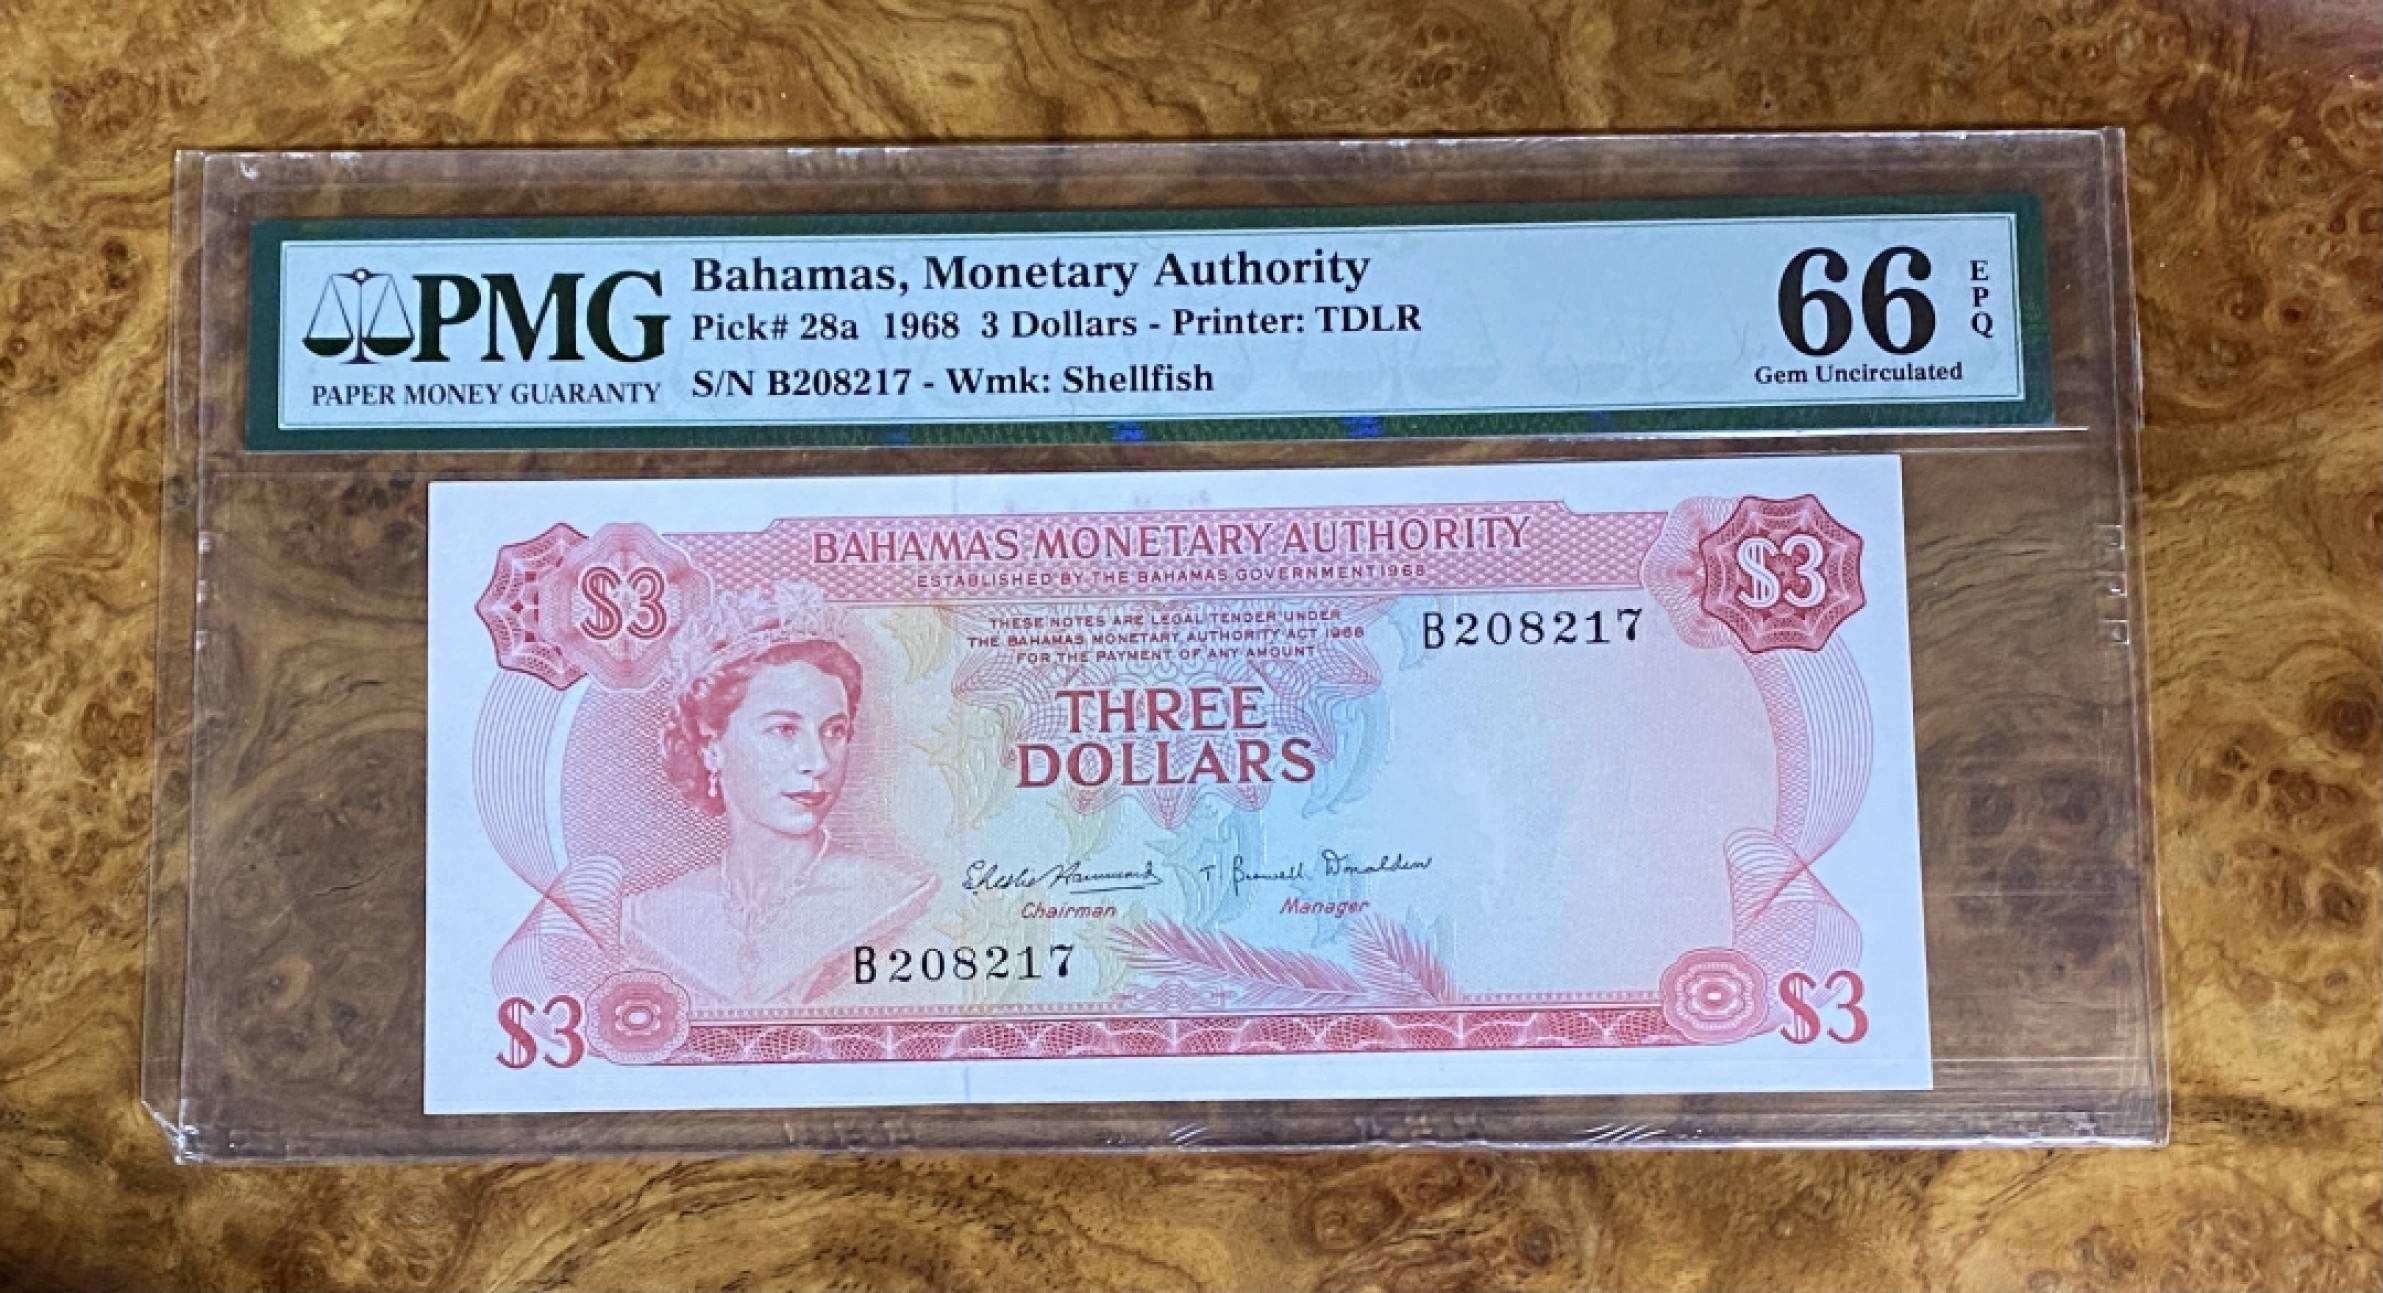 PMG
PAPER MONEY GUARANTY
Bahamas, Monetary Authority
Pick# 28a 1968 3 Dollars - Printer: TDLR
S/N B208217 - Wmk: Shellfish
66
EPQ
Gem Uncirculated
$3
BAHAMAS MONETARY AUTHORITY
$3
ESTABLISHED BY THE BAHAMAS GOVERNMENT 1968
THESE NOTES ARE LEGAL TENDER UNDER
THE BAHAMAS MONETARY AUTHORITY ACT 1968
FOR THE PAYMENT OF ANY AMOUNT
B208217
THREE
DOLLARS
Chairman
Manager
B208217
$3
$3